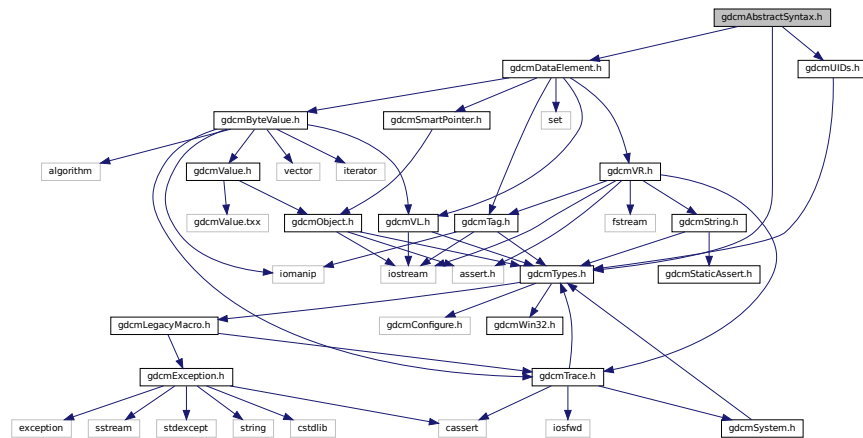 gdcmAbstractSyntax.h
gdcmDataElement.h
gdcmUIDs.h
gdcmByteValue.h
gdcmSmartPointer.h
set
algorithm
gdcmValue.h
vector
iterator
gdcmVR.h
gdcmValue.txx
gdcmObject.h
gdcmVL.h
gdcmTag.h
fstream
gdcmString.h
iomanip
iostream
assert.h
gdcmTypes.h
gdcmStaticAssert.h
gdcmLegacyMacro.h
gdcmConfigure.h
gdcmWin32.h
gdcmException.h
gdcmTrace.h
exception
sstream
stdexcept
string
cstdlib
cassert
iosfwd
gdcmSystem.h